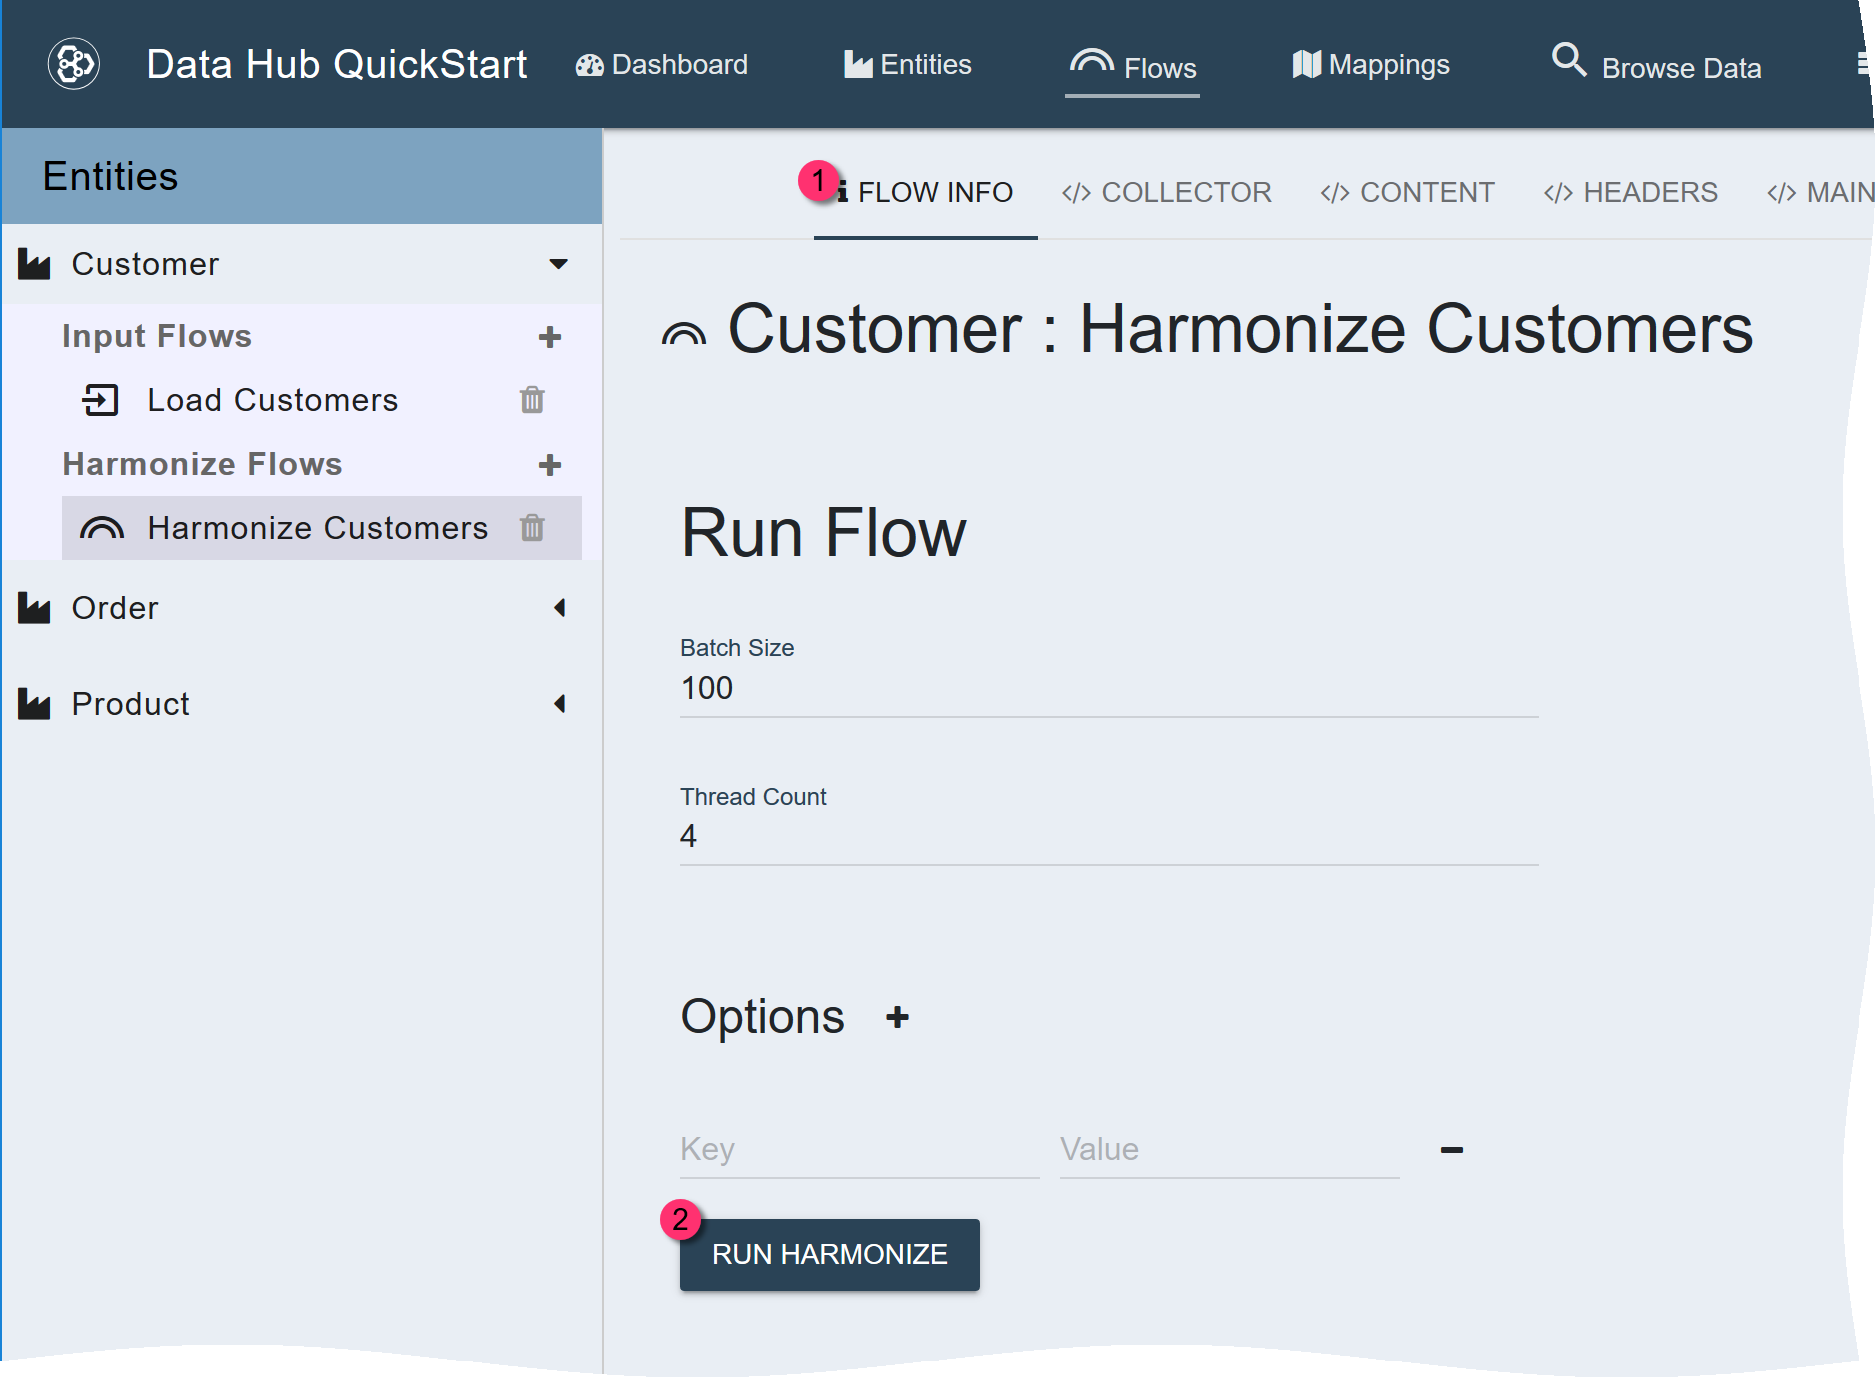 Data Hub QuickStart Dashboard Entities Flows Mappings Browse Data
Entities
1 FLOW INFO </> COLLECTOR </> CONTENT </> HEADERS </> MAIN
Customer
Customer : Harmonize Customers
Input Flows
Load Customers
Harmonize Flows
Harmonize Customers
Order
Product
Run Flow
Batch Size
100
Thread Count
4
Options
Key Value
2
RUN HARMONIZE